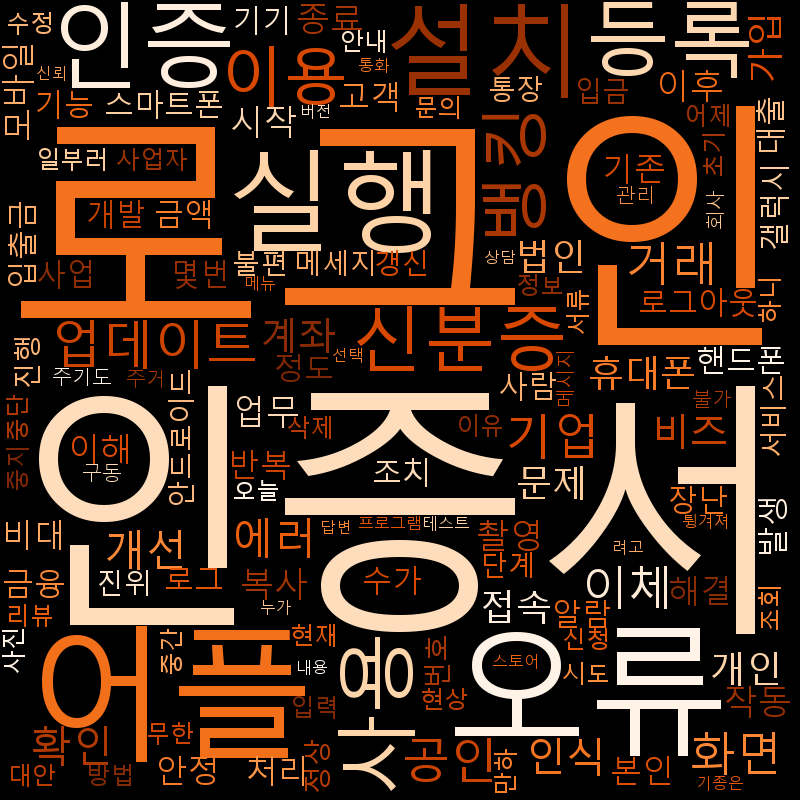 수정
인증
기기
종료
설치
등록
가입
모바일
신뢰
이용
안내
통화
기능
스마트폰
고객
문의
통장
입금
이후
버전
시작
뱅킹
어제
대출
로그인
일부러
사업자
실행
기존
초기
관리
갤럭시
개발
금액
회사
입출금
사업
몇번
불편
메세지
갱신
상담
법인
거래
메뉴
정보
서류
로그아웃
하니
업데이트
계좌
신분증
진행
주기도
주거
정도
선택
메시지
휴대폰
핸드폰
중지
중단
안드로이드
업무
사람
불가
서비스
인증서
이해
구동
반복
삭제
이유
기업
비즈
오늘
조치
문제
장난
튕겨져
발생
비대
개선
에러
답변
프로그램
테스트
촬영
려고
금융
진위
로그
복사
수가
단계
접속
이체
해결
조회
리뷰
누가
알람
사진
어플
중간
현재
내용
사용
번호
오류
신청
스토어
시도
개인
현상
확인
무한
입력
작동
대안
방법
안정
처리
정상
공인
만하
인식
본인
화면
기종은